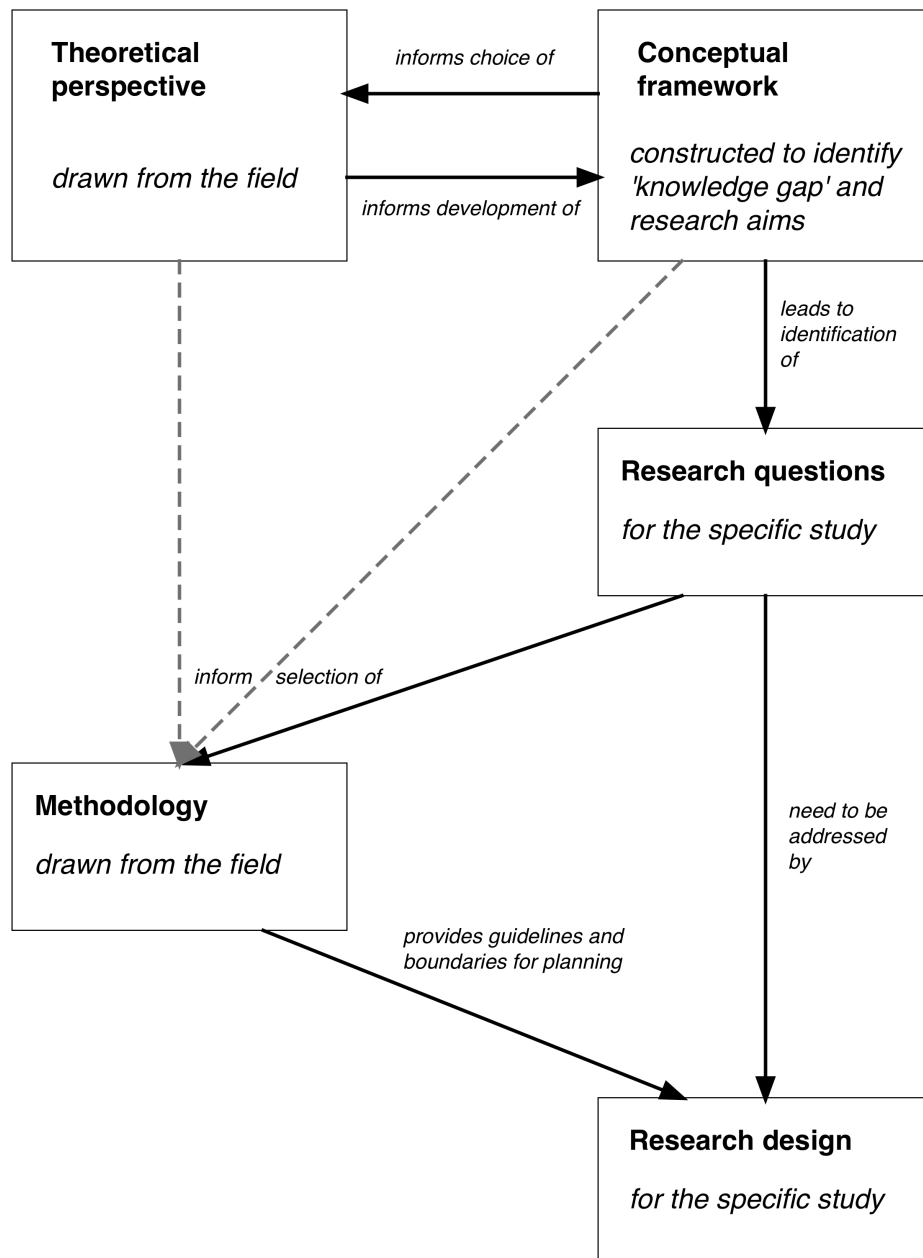 Theoretical
perspective
drawn from the field
informs choice of
informs development of
Conceptual
framework
constructed to identify
'knowledge gap' and
research aims
leads to
identification
of
Research questions
for the specific study
inform selection of
Methodology
drawn from the field
need to be
addressed
by
provides guidelines and
boundaries for planning
Research design
for the specific study